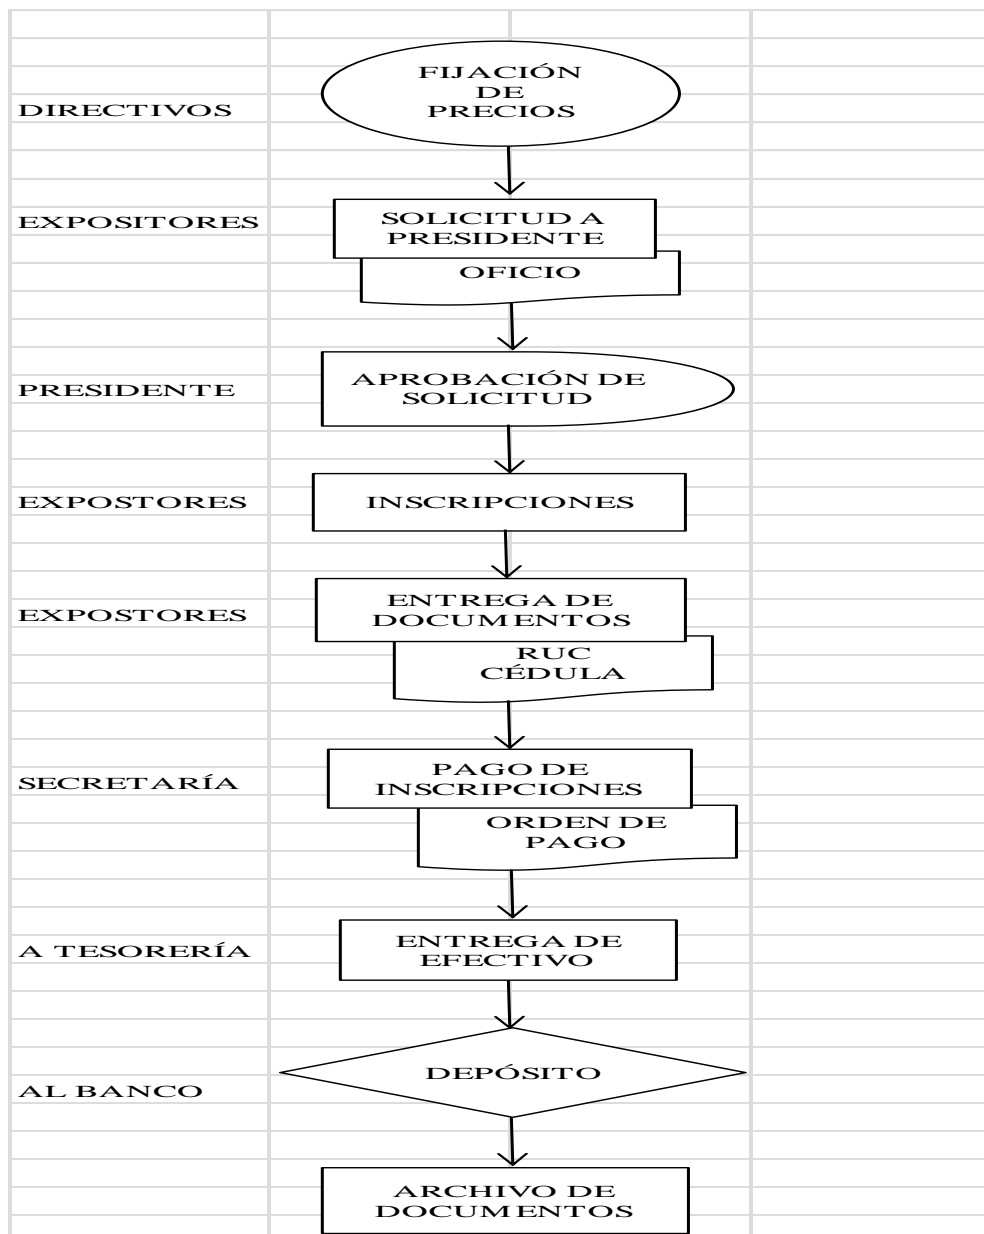 FIJACIÓN
DE
PRECIOS
DIRECTIVOS
EXPOSITORES
SOLICITUD A
PRESIDENTE
OFICIO
PRESIDENTE
APROBACIÓN DE
SOLICITUD
EXPOSTORES
INSCRIPCIONES
EXPOSTORES
ENTREGA DE
DOCUMENTOS
RUC
CÉDULA
SECRETARÍA
PAGO DE
INSCRIPCIONES
ORDEN DE
PAGO
A TESORERÍA
ENTREGA DE
EFECTIVO
AL BANCO
DEPÓSITO
ARCHIVO DE
DOCUMENTOS